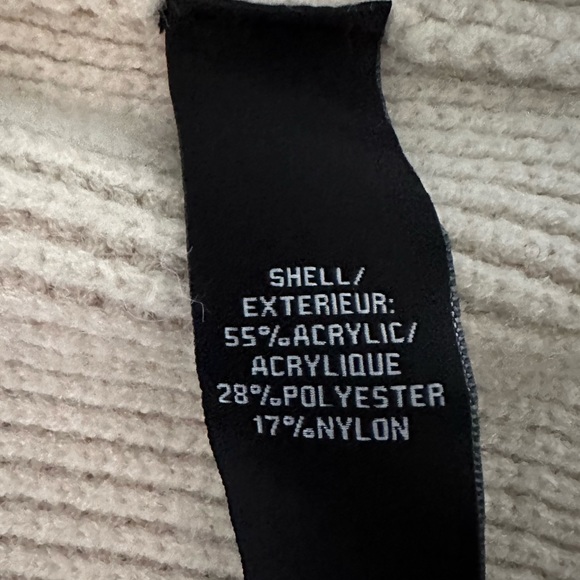 SHELL/
EXTERIEUR:
55%ACRYLIC/
ACRYLIQUE
28%POLYESTER
17%NYLON